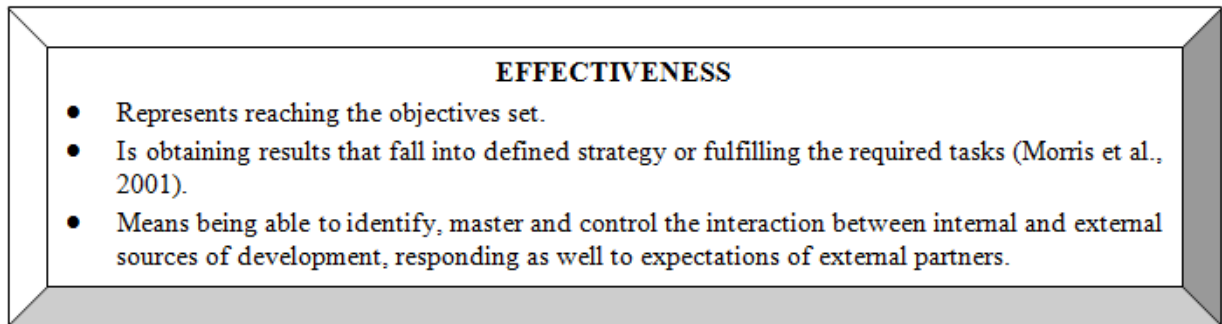 EFFECTIVENESS
● Represents reaching the objectives set.
● Is obtaining results that fall into defined strategy or fulfilling the required tasks (Morris et al.,
2001).
● Means being able to identify, master and control the interaction between internal and external
sources of development, responding as well to expectations of external partners.